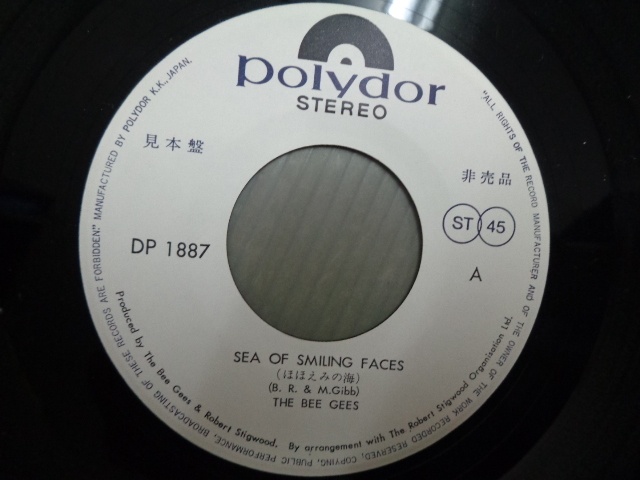 polydor
STEREO
見本盤
非売品
ST 45
DP 1887
A
SEA OF SMILING FACES
(ほほえみの海)
(B. R. & M.Gibb)
THE BEE GEES
Produced by The Bee Gees & Robert Stigwood. By arrangement with The Robert Stigwood Organisation Ltd.
"ALL RIGHTS OF THE RECORD MANUFACTURER AND OF THE OWNER OF THE WORK RECORDED RESERVED, COPYING, PUBLIC PERFORMANCE, BROADCASTING OF THESE RECORDS ARE FORBIDDEN" MANUFACTURED BY POLYDOR K.K., JAPAN.